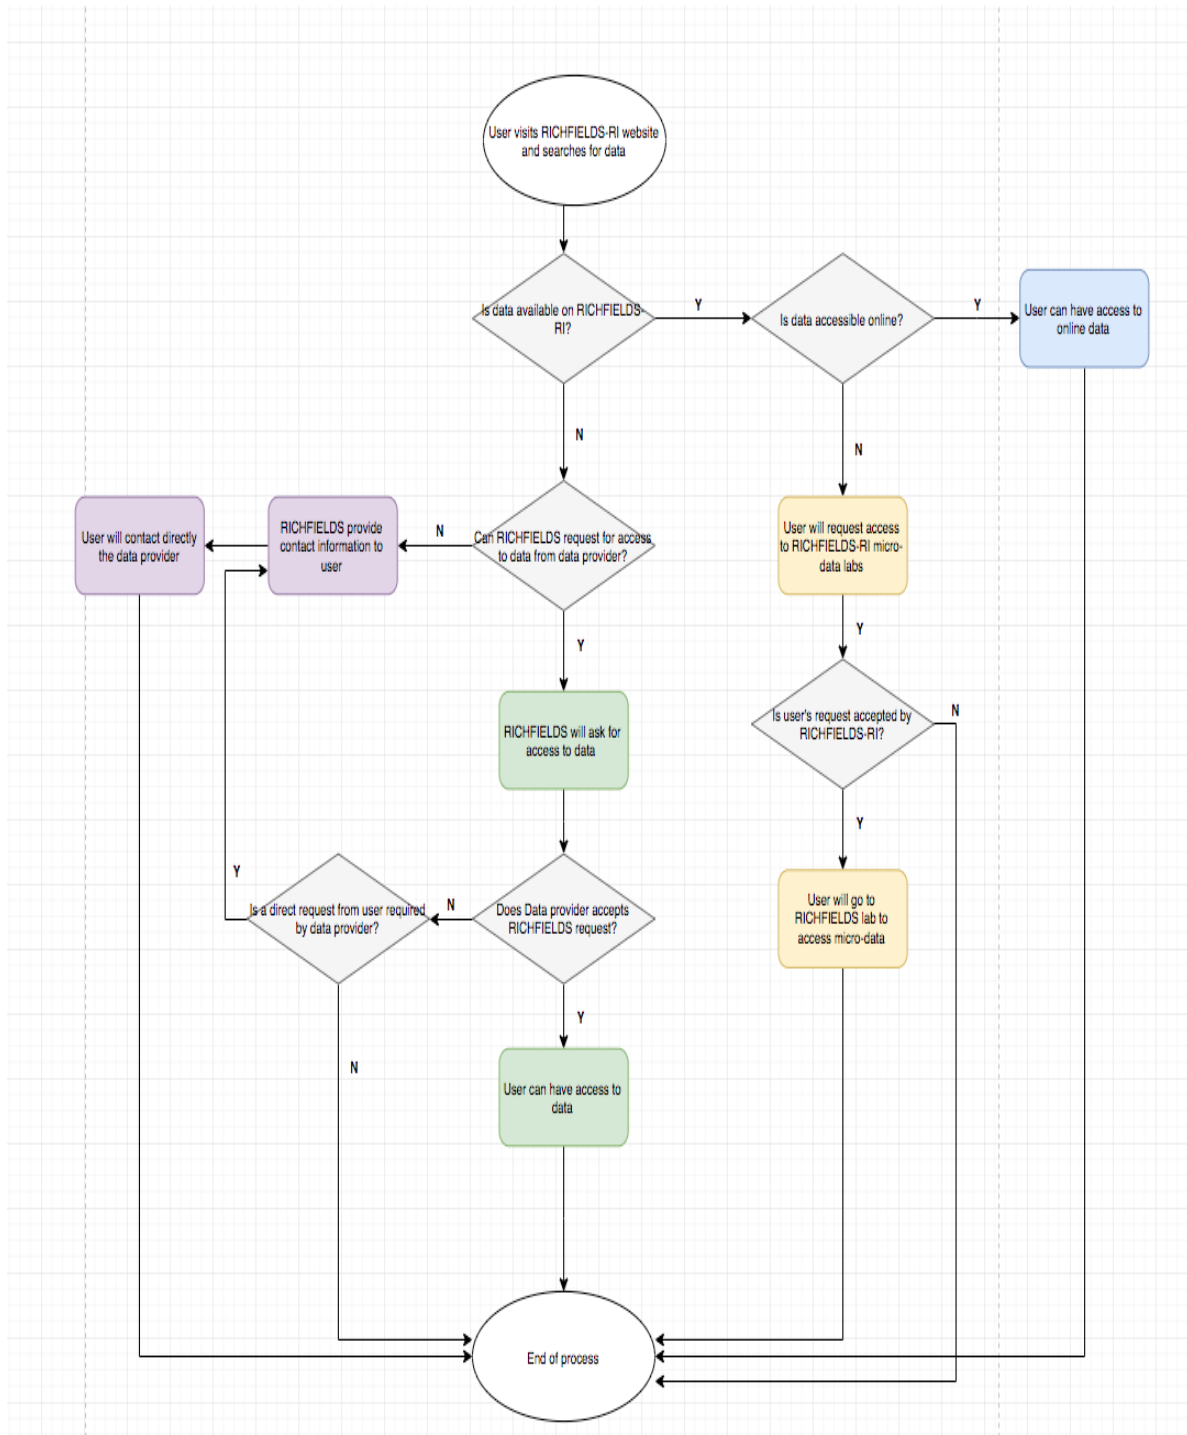 User visits RICHFIELDS-RI website
and searches for data
Is data available on RICHFIELDS-
RI?
Y
Is data accessible online?
Y
User can have access to
online data
N
N
User will contact directly
the data provider
RICHFIELDS provide
contact information to
user
N
Can RICHFIELDS request for access
to data from data provider?
User will request access
to RICHFIELDS-RI micro-
data labs
Y
Y
RICHFIELDS will ask for
access to data
Is user's request accepted by
RICHFIELDS-RI?
N
Y
Y
Is a direct request from user required
by data provider?
N
Does Data provider accepts
RICHFIELDS request?
User will go to
RICHFIELDS lab to
access micro-data
Y
N
User can have access to
data
End of process